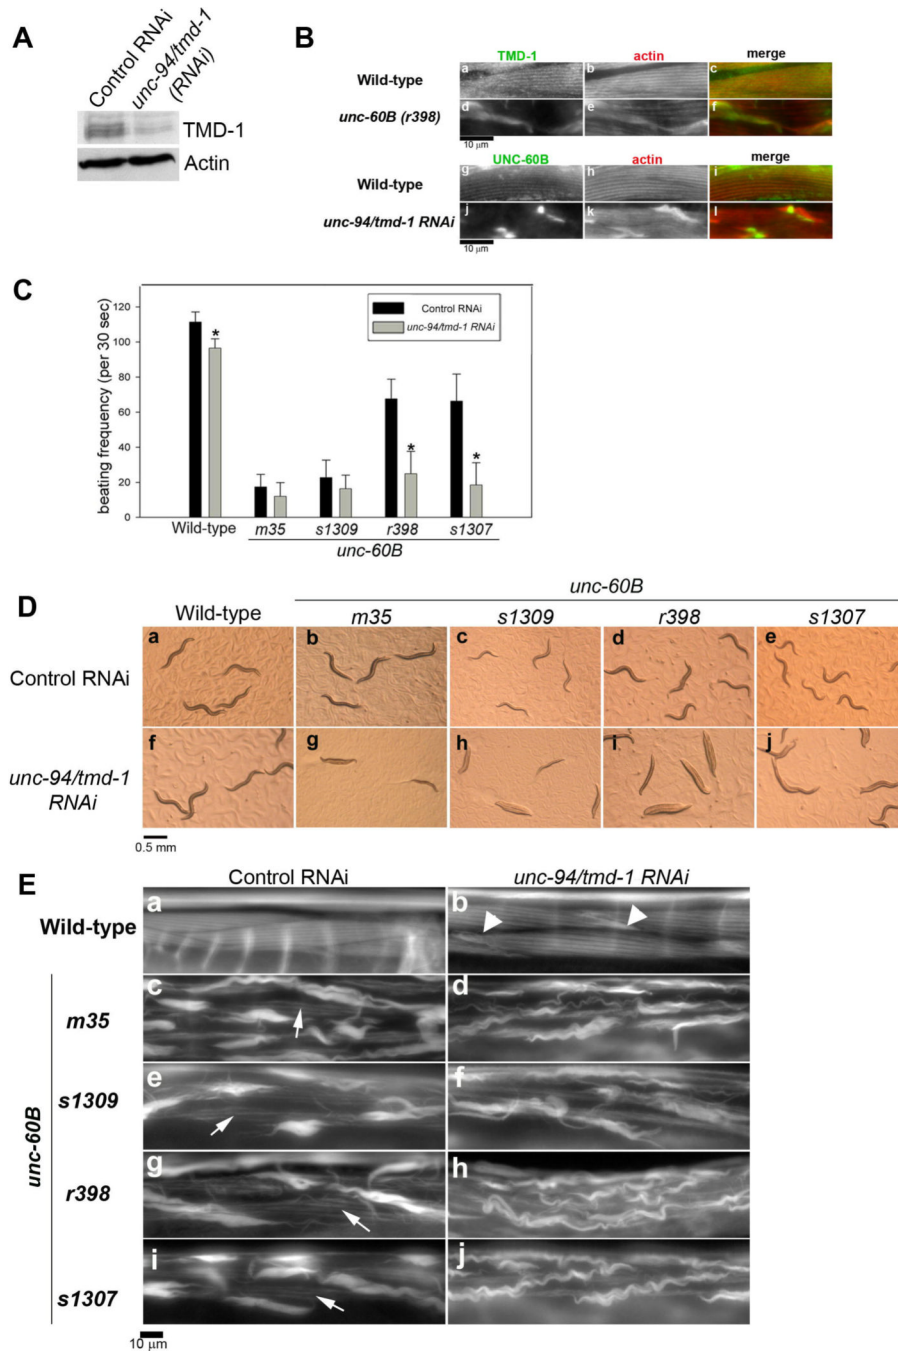 A
Control RNAi
unc-94/tmd-1
(RNAi)
TMD-1
Actin
B
TMD-1 actin merge
Wild-type a b c
unc-60B (r398) d e f
10 μm
UNC-60B actin merge
Wild-type g h i
unc-94/tmd-1 RNAi j k l
10 μm
C
beating frequency (per 30 sec)
120
100
80
60
40
20
0
Control RNAi
unc-94/tmd-1 RNAi
*
*
*
Wild-type m35 s1309 r398 s1307
unc-60B
D
unc-60B
Wild-type m35 s1309 r398 s1307
Control RNAi a b c d e
unc-94/tmd-1
RNAi
f g h i j
0.5 mm
E
Control RNAi unc-94/tmd-1 RNAi
Wild-type a b
unc-60B
m35 c d
s1309 e f
r398 g h
s1307 i j
10 μm